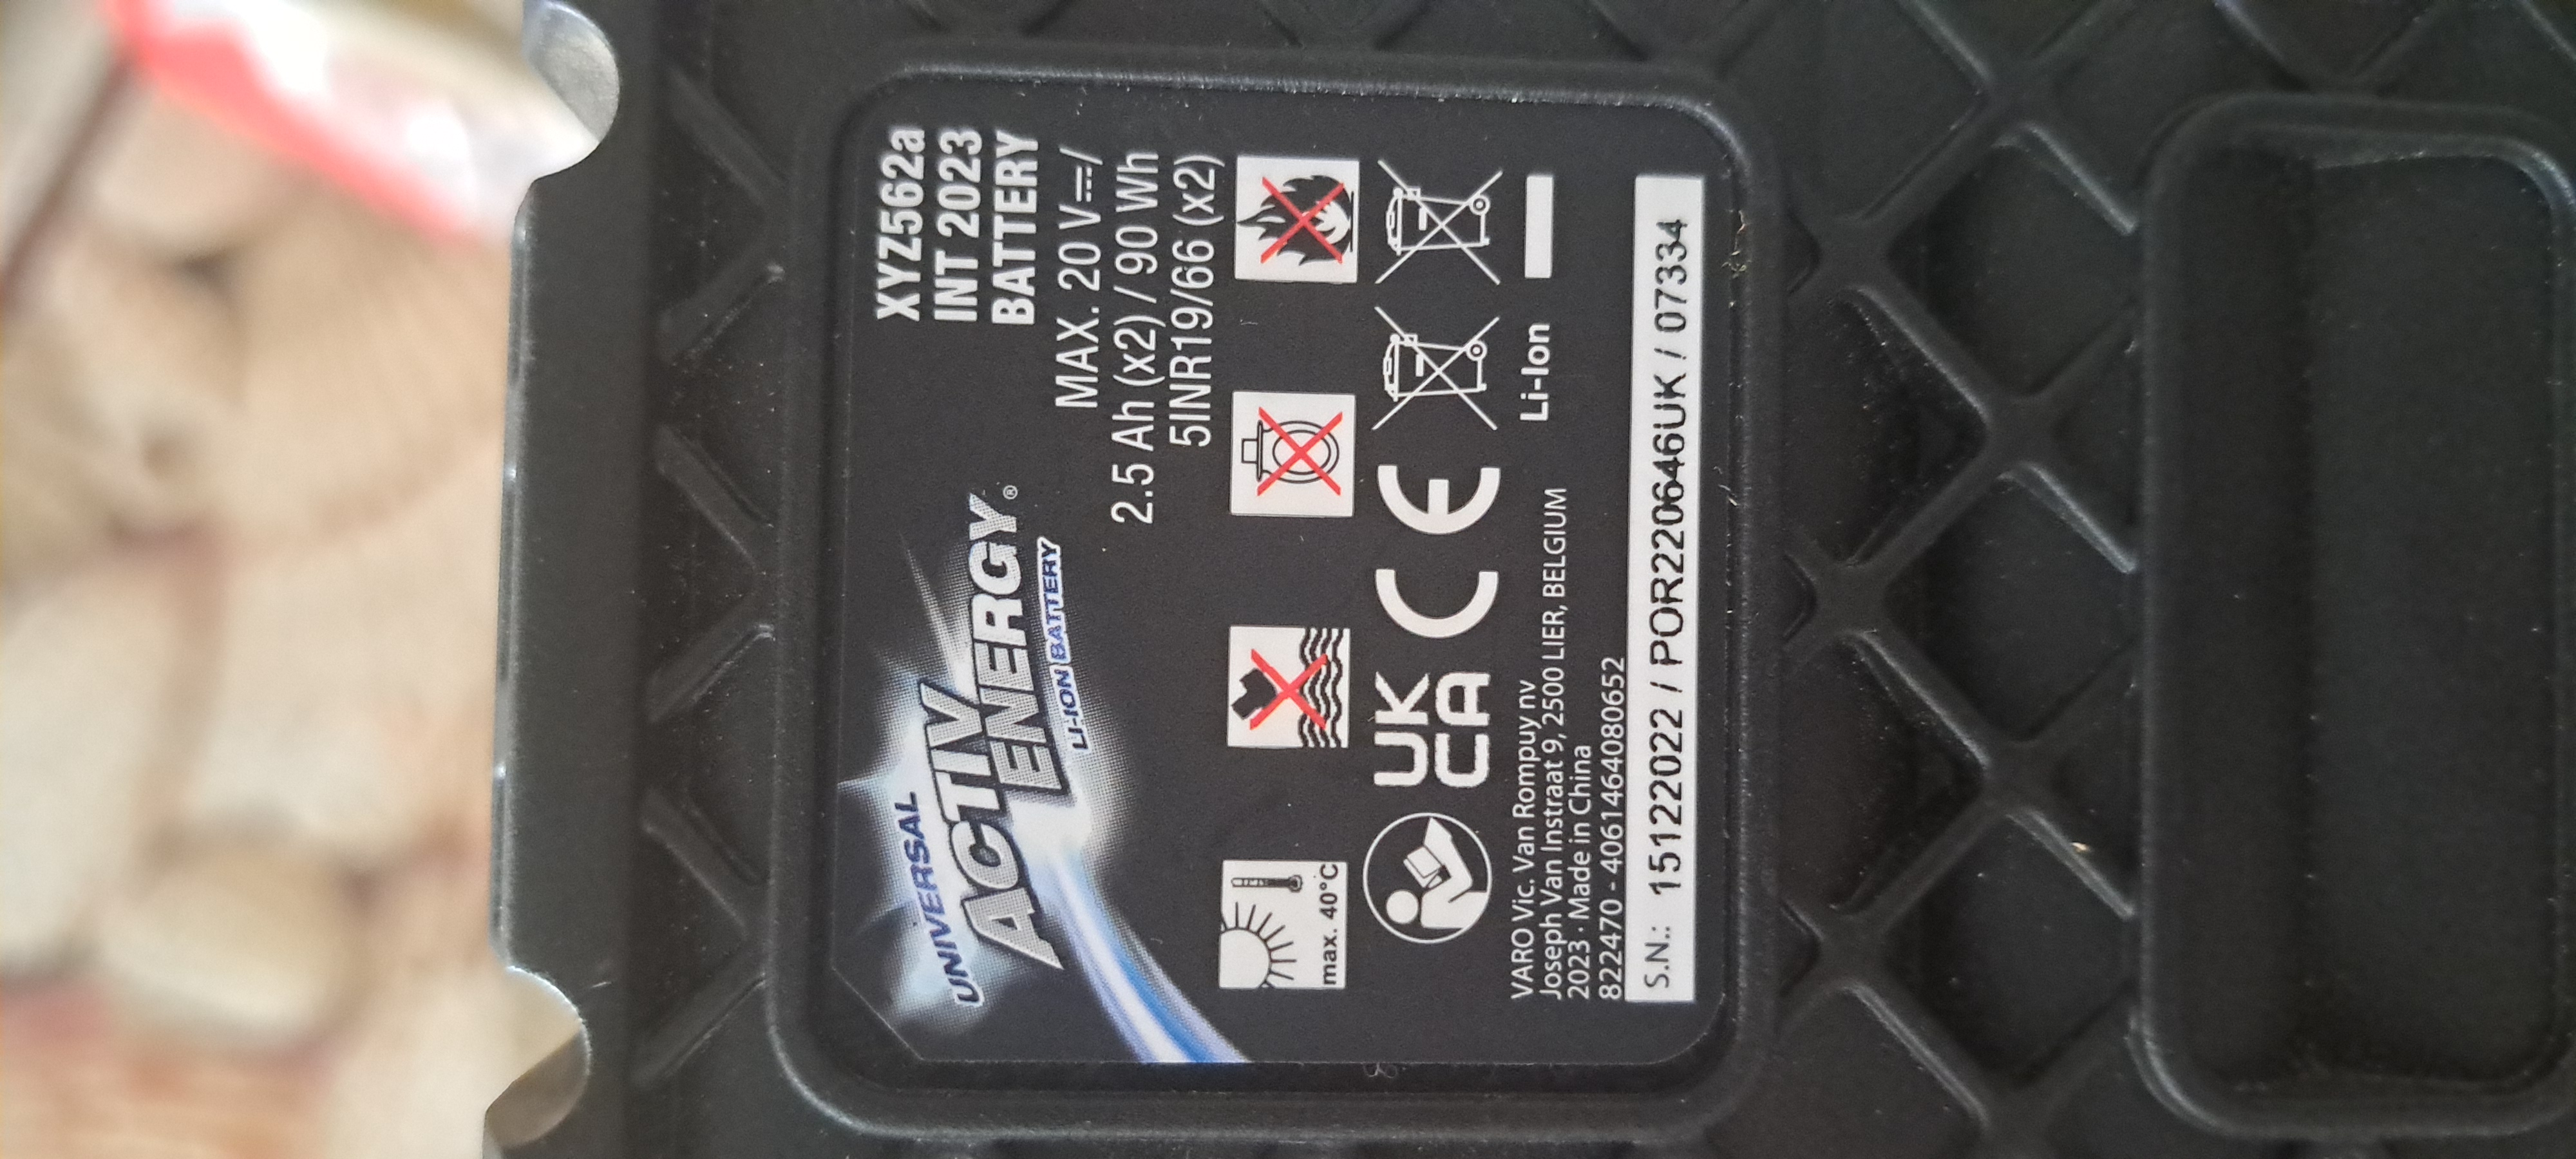 UNIVERSAL
ACTIV
ENERGY®
LI-ION BATTERY
XYZ562a
INT 2023
BATTERY
MAX. 20 V⎓/
2.5 Ah (x2) / 90 Wh
5INR19/66 (x2)
max. 40°C
UK
CA
CE
Li-Ion
VARO Vic. Van Rompuy nv
Joseph Van Instraat 9, 2500 LIER, BELGIUM
2023 · Made in China
822470 - 4061464080652
S.N.: 15122022 / POR220646UK / 07334